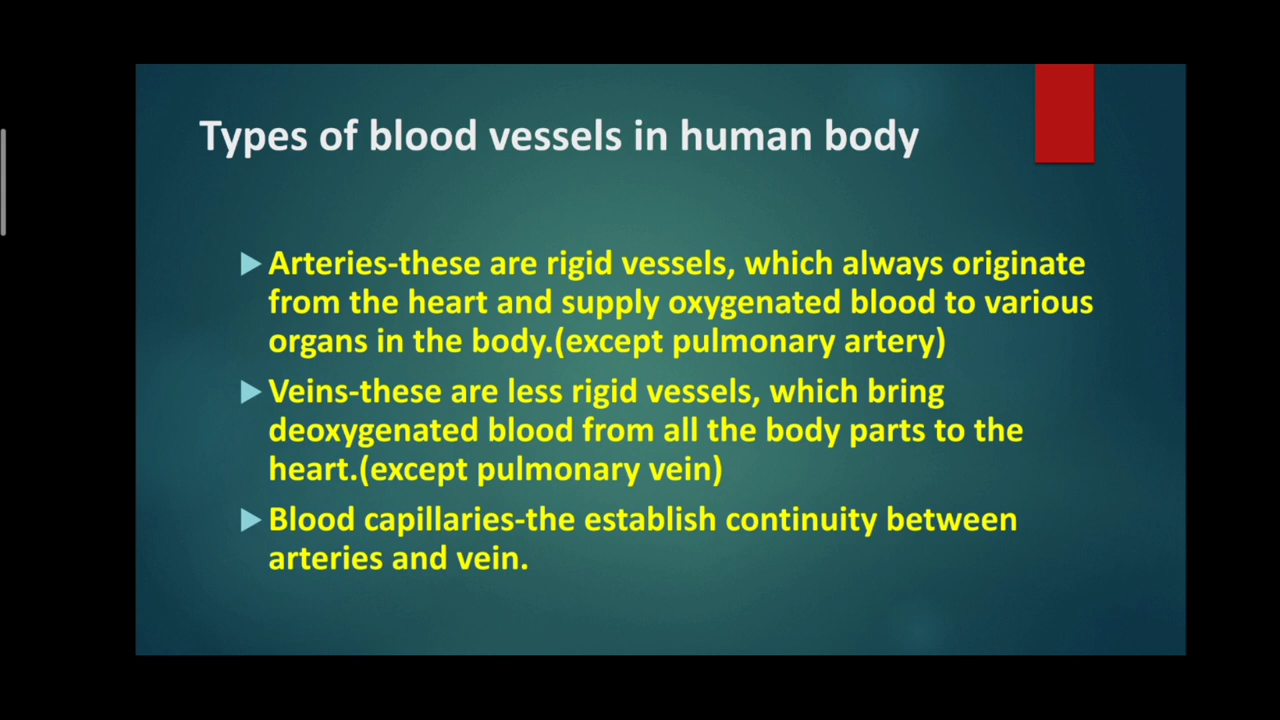 Types of blood vessels in human body
Arteries-these are rigid vessels, which always originate
from the heart and supply oxygenated blood to various
organs in the body.(except pulmonary artery)
Veins-these are less rigid vessels, which bring
deoxygenated blood from all the body parts to the
heart.(except pulmonary vein)
Blood capillaries-the establish continuity between
arteries and vein.